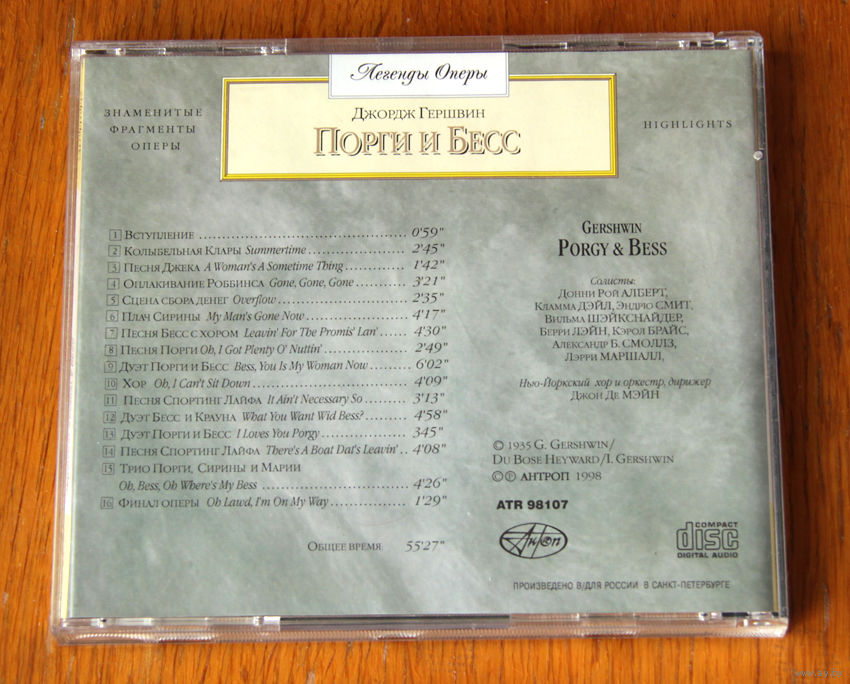 Легенды Оперы
ЗНАМЕНИТЫЕ
ФРАГМЕНТЫ
ОПЕРЫ
ДЖОРДЖ ГЕРШВИН
ПОРГИ И БЕСС
HIGHLIGHTS
1 ВСТУПЛЕНИЕ 0'59"
2 КОЛЫБЕЛЬНАЯ КЛАРЫ Summertime 2'45"
3 ПЕСНЯ ДЖЕКА A Woman's A Sometime Thing 1'42"
4 ОПЛАКИВАНИЕ РОББИНСА Gone, Gone, Gone 3'21"
5 СЦЕНА СБОРА ДЕНЕГ Overflow 2'35"
6 ПЛАЧ СИРИНЫ My Man's Gone Now 4'17"
7 ПЕСНЯ БЕСС С ХОРОМ Leavin' For The Promis' Lan' 4'30"
8 ПЕСНЯ ПОРГИ Oh, I Got Plenty O' Nuttin' 2'49"
9 ДУЭТ ПОРГИ И БЕСС Bess, You Is My Woman Now 6'02"
10 ХОР Oh, I Can't Sit Down 4'09"
11 ПЕСНЯ СПОРТИНГ ЛАЙФА It Ain't Necessary So 3'13"
12 ДУЭТ БЕСС И КРАУНА What You Want Wid Bess? 4'58"
13 ДУЭТ ПОРГИ И БЕСС I Loves You Porgy 345"
14 ПЕСНЯ СПОРТИНГ ЛАЙФА There's A Boat Dat's Leavin' 4'08"
15 ТРИО ПОРГИ, СИРИНЫ И МАРИИ
Oh, Bess, Oh Where's My Bess 4'26"
16 ФИНАЛ ОПЕРЫ Oh Lawd, I'm On My Way 1'29"
ОБЩЕЕ ВРЕМЯ 55'27"
GERSHWIN
PORGY & BESS
Солисты:
ДОННИ РОЙ АЛБЕРТ,
КЛАММА ДЭЙЛ, ЭНДРЮ СМИТ,
ВИЛЬМА ШЭЙКСНАЙДЕР,
БЕРРИ ЛЭЙН, КЭРОЛ БРАЙС,
АЛЕКСАНДР Б. СМОЛЛЗ,
ЛЭРРИ МАРШАЛЛ,
Нью-Йоркский хор и оркестр, дирижер
ДЖОН ДЕ МЭЙН
© 1935 G. GERSHWIN/
DU BOSE HEYWARD/I. GERSHWIN
©℗ АНТРОП 1998
ATR 98107
Антроп
COMPACT
disc
DIGITAL AUDIO
ПРОИЗВЕДЕНО В/ДЛЯ РОССИИ В САНКТ-ПЕТЕРБУРГЕ